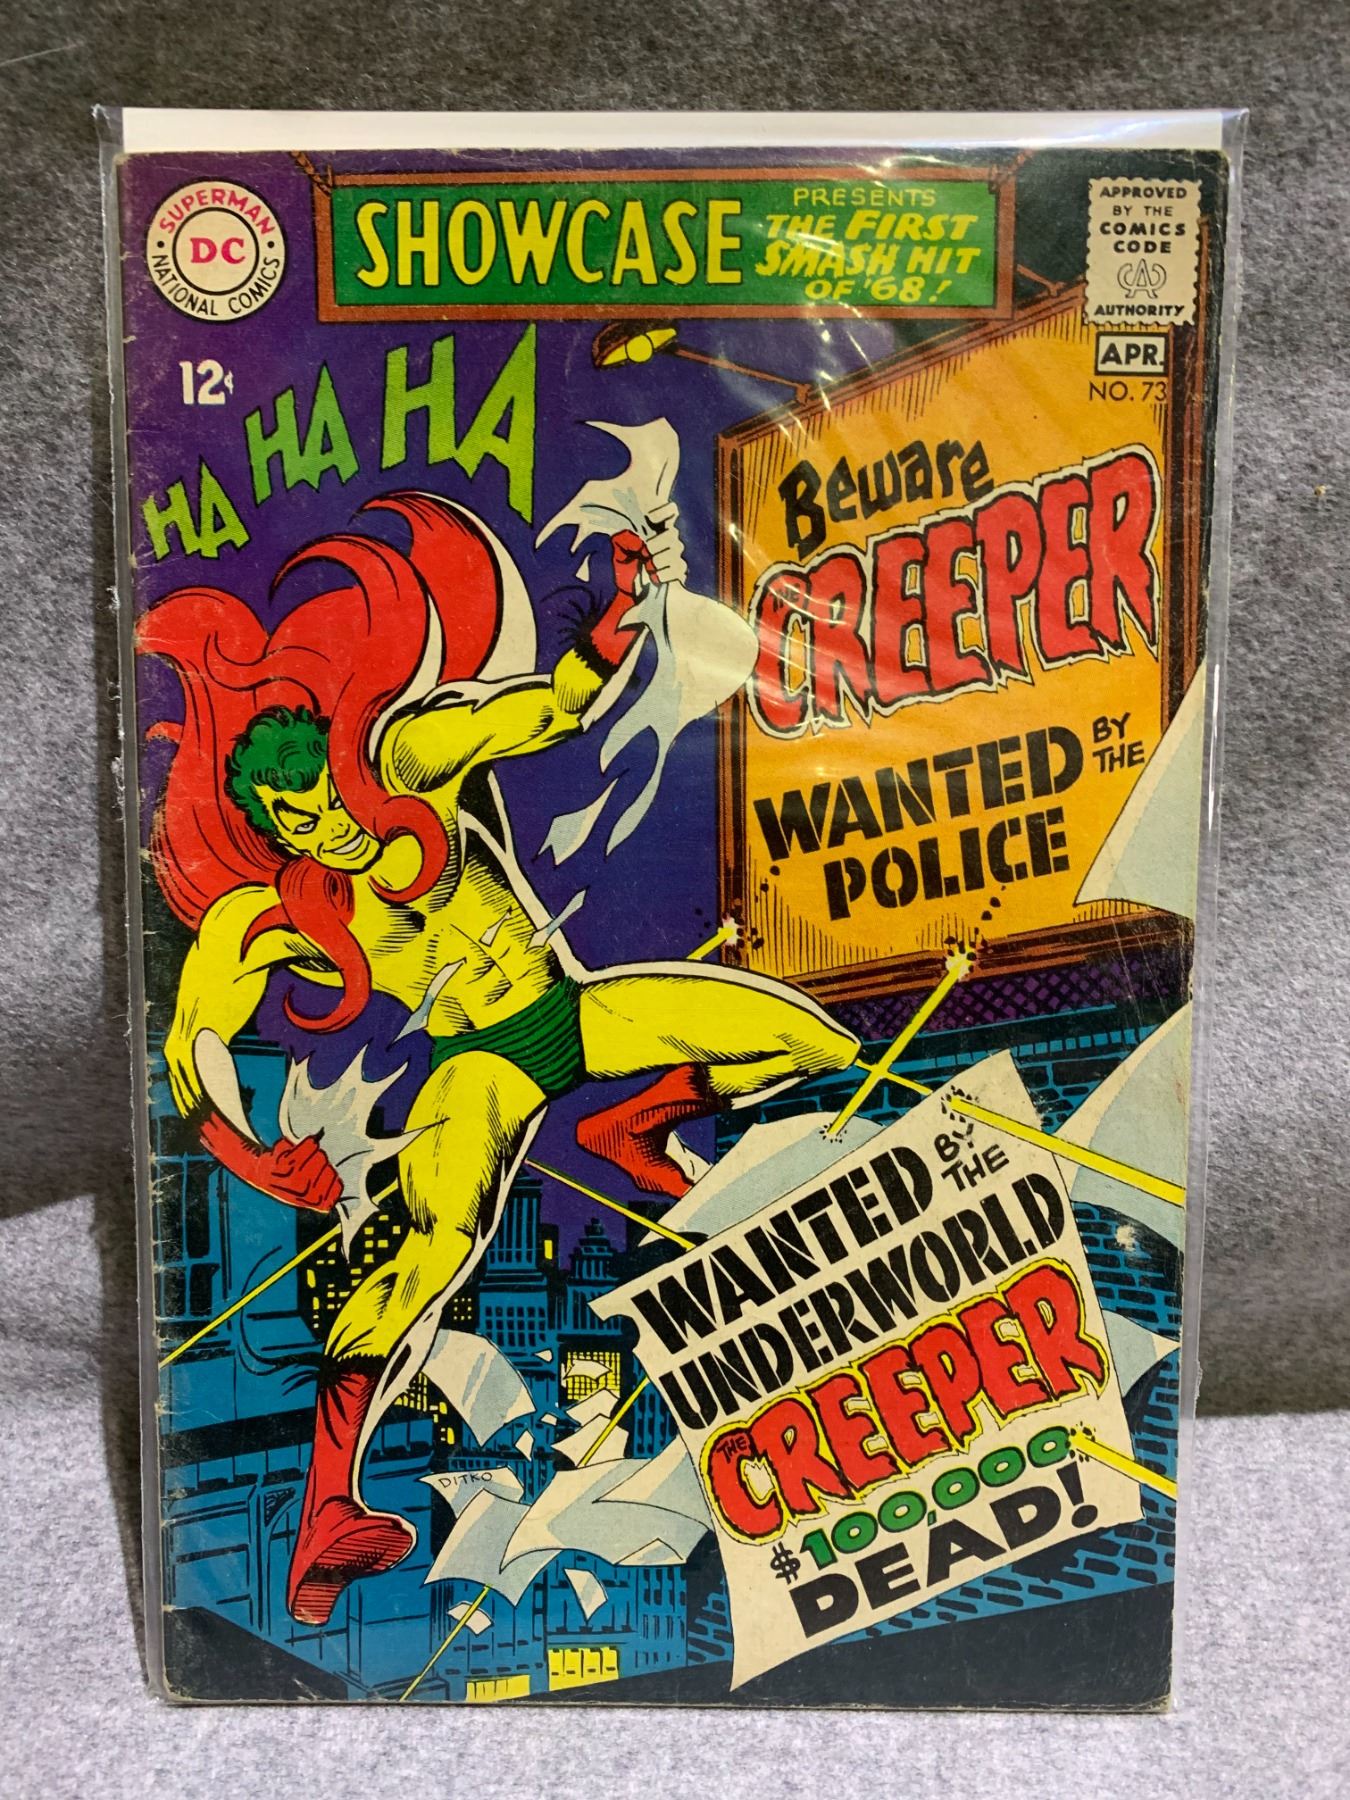 SUPERMAN
DC
NATIONAL COMICS
SHOWCASE
PRESENTS
THE FIRST
SMASH HIT
OF '68!
APPROVED
BY THE
COMICS
CODE
CA
AUTHORITY
APR.
NO. 73
12¢
HA HA HA
Beware
THE CREEPER
WANTED BY THE
POLICE
WANTED BY THE
UNDERWORLD
THE CREEPER
$100,000
DEAD!
DITKO